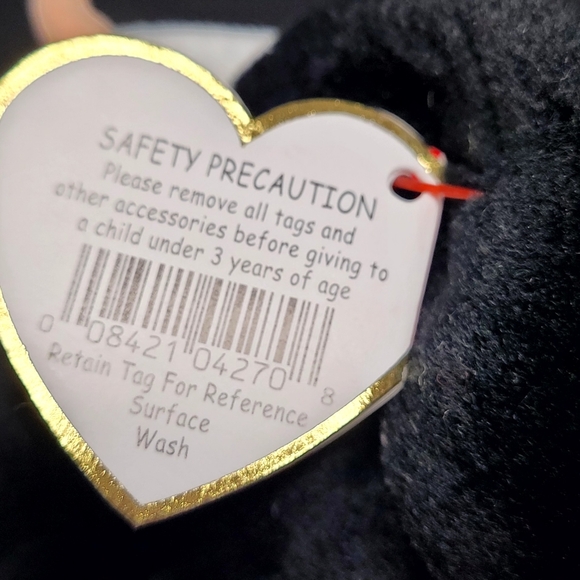 SAFETY PRECAUTION
Please remove all tags and
other accessories before giving to
a child under 3 years of age
0 08421 04270 8
Retain Tag For Reference
Surface
Wash